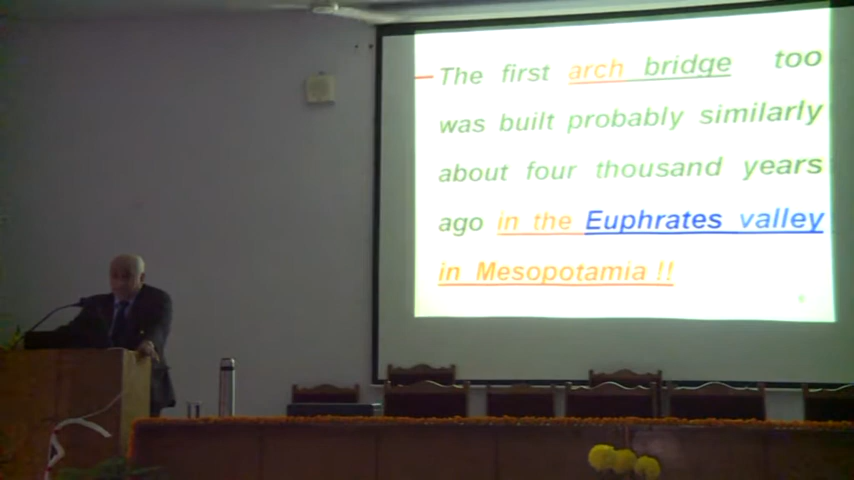 The first arch bridge too
was built probably similarly
about four thousand years
ago in the Euphrates valley
in Mesopotamia !!